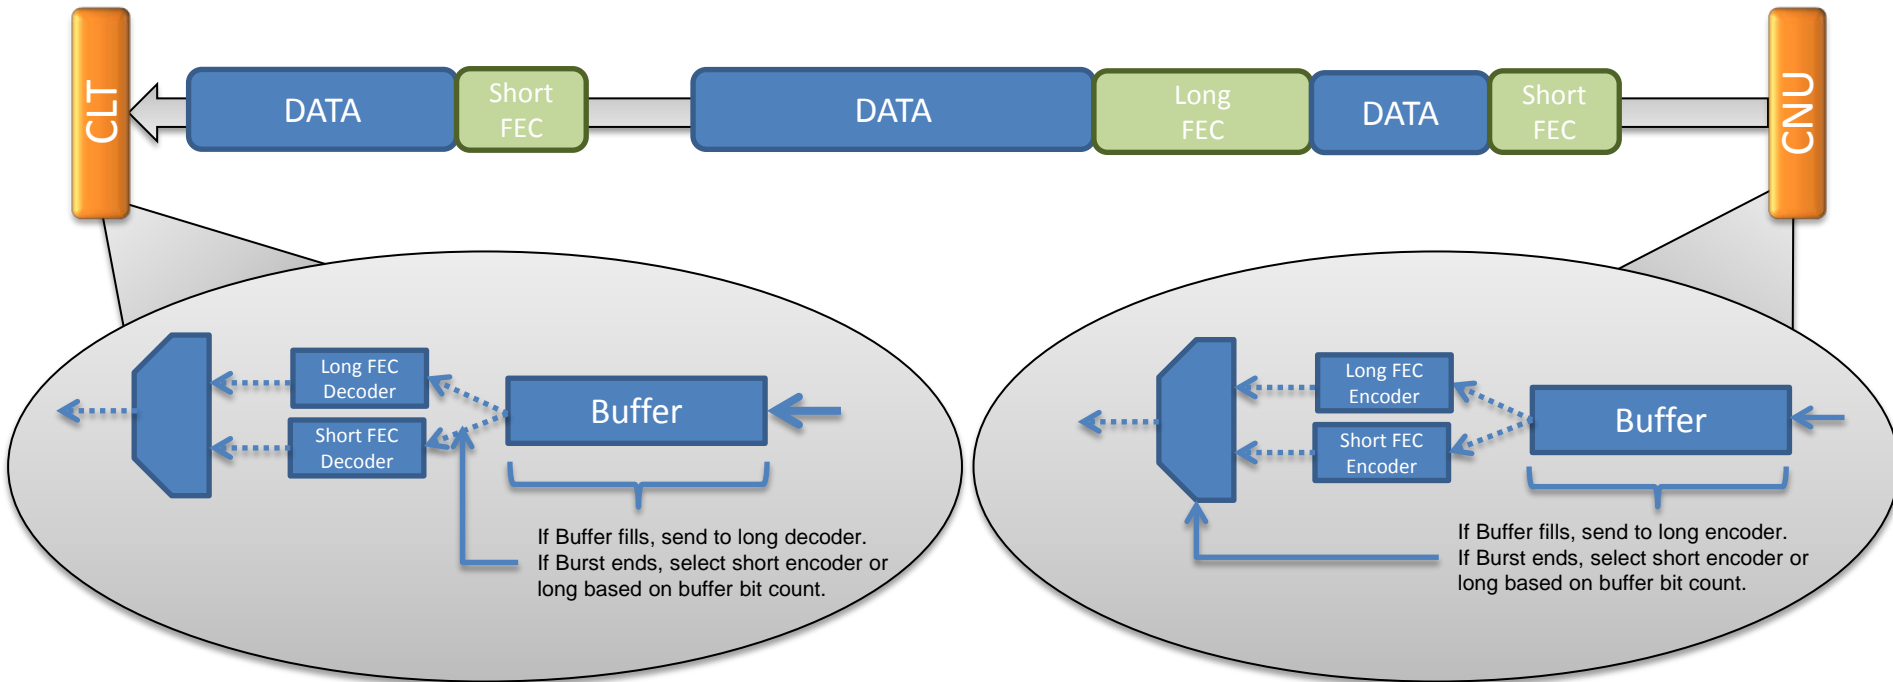 CLT
DATA
Short
FEC
DATA
Long
FEC
DATA
Short
FEC
CNU
Long FEC
Decoder
Short FEC
Decoder
Buffer
If Buffer fills, send to long decoder.
If Burst ends, select short encoder or
long based on buffer bit count.
Long FEC
Encoder
Short FEC
Encoder
Buffer
If Buffer fills, send to long encoder.
If Burst ends, select short encoder or
long based on buffer bit count.